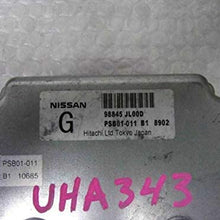 NISSAN
G
98845 JL00D
PSB01-011 B1 8902
Hitachi Ltd Tokyo Japan
PSB01-011
B1 10685
UHA343